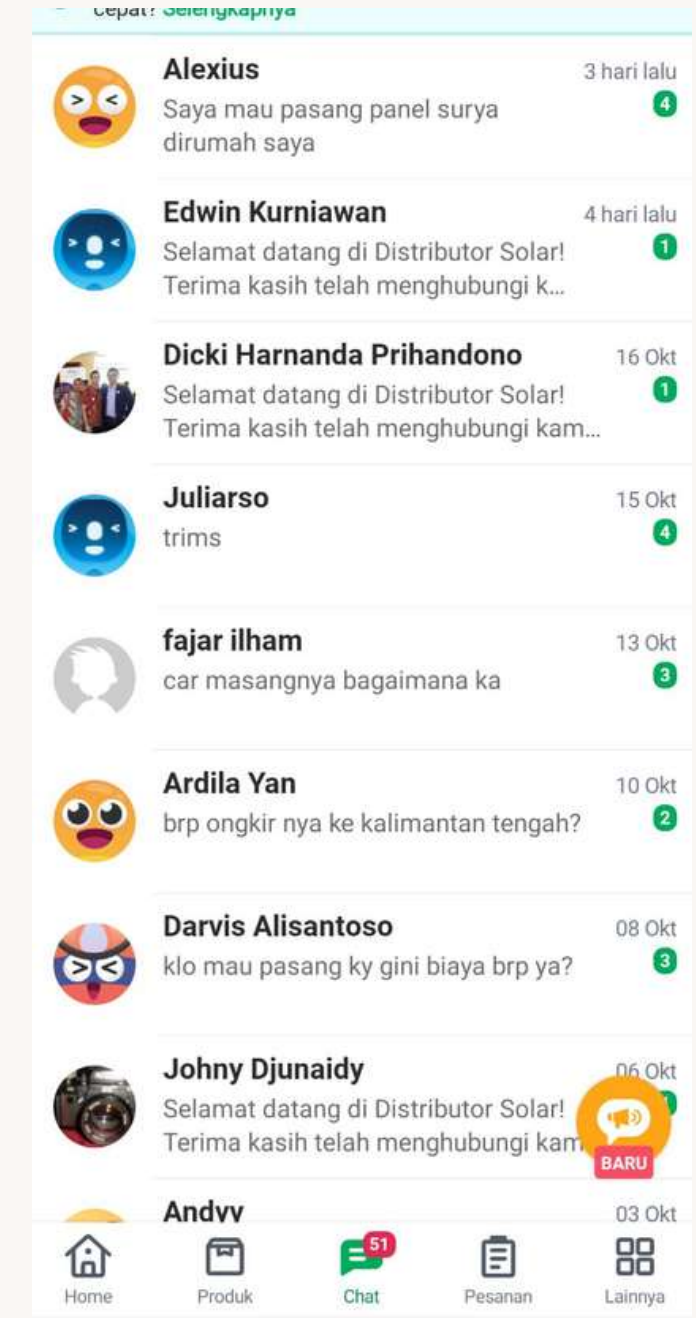 cepat? Selengkapnya
Alexius 3 hari lalu
Saya mau pasang panel surya 4
dirumah saya
Edwin Kurniawan 4 hari lalu
Selamat datang di Distributor Solar! 1
Terima kasih telah menghubungi k...
Dicki Harnanda Prihandono 16 Okt
Selamat datang di Distributor Solar! 1
Terima kasih telah menghubungi kam...
Juliarso 15 Okt
trims 4
fajar ilham 13 Okt
car masangnya bagaimana ka 3
Ardila Yan 10 Okt
brp ongkir nya ke kalimantan tengah? 2
Darvis Alisantoso 08 Okt
klo mau pasang ky gini biaya brp ya? 3
Johny Djunaidy 06 Okt
Selamat datang di Distributor Solar!
Terima kasih telah menghubungi kam
BARU
Andyy 03 Okt
51
Home Produk Chat Pesanan Lainnya